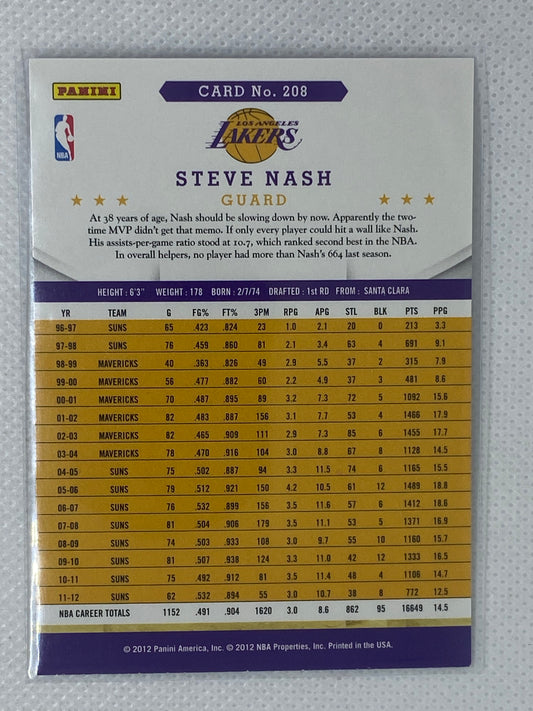 PANINI
CARD No. 208
NBA
LOS ANGELES
LAKERS
STEVE NASH
GUARD
At 38 years of age, Nash should be slowing down by now. Apparently the two-
time MVP didn't get that memo. If only every player could hit a wall like Nash.
His assists-per-game ratio stood at 10.7, which ranked second best in the NBA.
In overall helpers, no player had more than Nash's 664 last season.
HEIGHT : 6'3" WEIGHT : 178 BORN : 2/7/74 DRAFTED : 1st RD FROM : SANTA CLARA
YR TEAM G FG% FT% 3PM RPG APG STL BLK PTS PPG
96-97 SUNS 65 .423 .824 23 1.0 2.1 20 0 213 3.3
97-98 SUNS 76 .459 .860 81 2.1 3.4 63 4 691 9.1
98-99 MAVERICKS 40 .363 .826 49 2.9 5.5 37 2 315 7.9
99-00 MAVERICKS 56 .477 .882 60 2.2 4.9 37 3 481 8.6
00-01 MAVERICKS 70 .487 .895 89 3.2 7.3 72 5 1092 15.6
01-02 MAVERICKS 82 .483 .887 156 3.1 7.7 53 4 1466 17.9
02-03 MAVERICKS 82 .465 .909 111 2.9 7.3 85 6 1455 17.7
03-04 MAVERICKS 78 .470 .916 104 3.0 8.8 67 8 1128 14.5
04-05 SUNS 75 .502 .887 94 3.3 11.5 74 6 1165 15.5
05-06 SUNS 79 .512 .921 150 4.2 10.5 61 12 1489 18.8
06-07 SUNS 76 .532 .899 156 3.5 11.6 57 6 1412 18.6
07-08 SUNS 81 .504 .906 179 3.5 11.1 53 5 1371 16.9
08-09 SUNS 74 .503 .933 108 3.0 9.7 55 10 1160 15.7
09-10 SUNS 81 .507 .938 124 3.3 11.0 42 12 1333 16.5
10-11 SUNS 75 .492 .912 81 3.5 11.4 48 4 1106 14.7
11-12 SUNS 62 .532 .894 55 3.0 10.7 38 8 772 12.5
NBA CAREER TOTALS 1152 .491 .904 1620 3.0 8.6 862 95 16649 14.5
© 2012 Panini America, Inc. © 2012 NBA Properties, Inc. Printed in the USA.